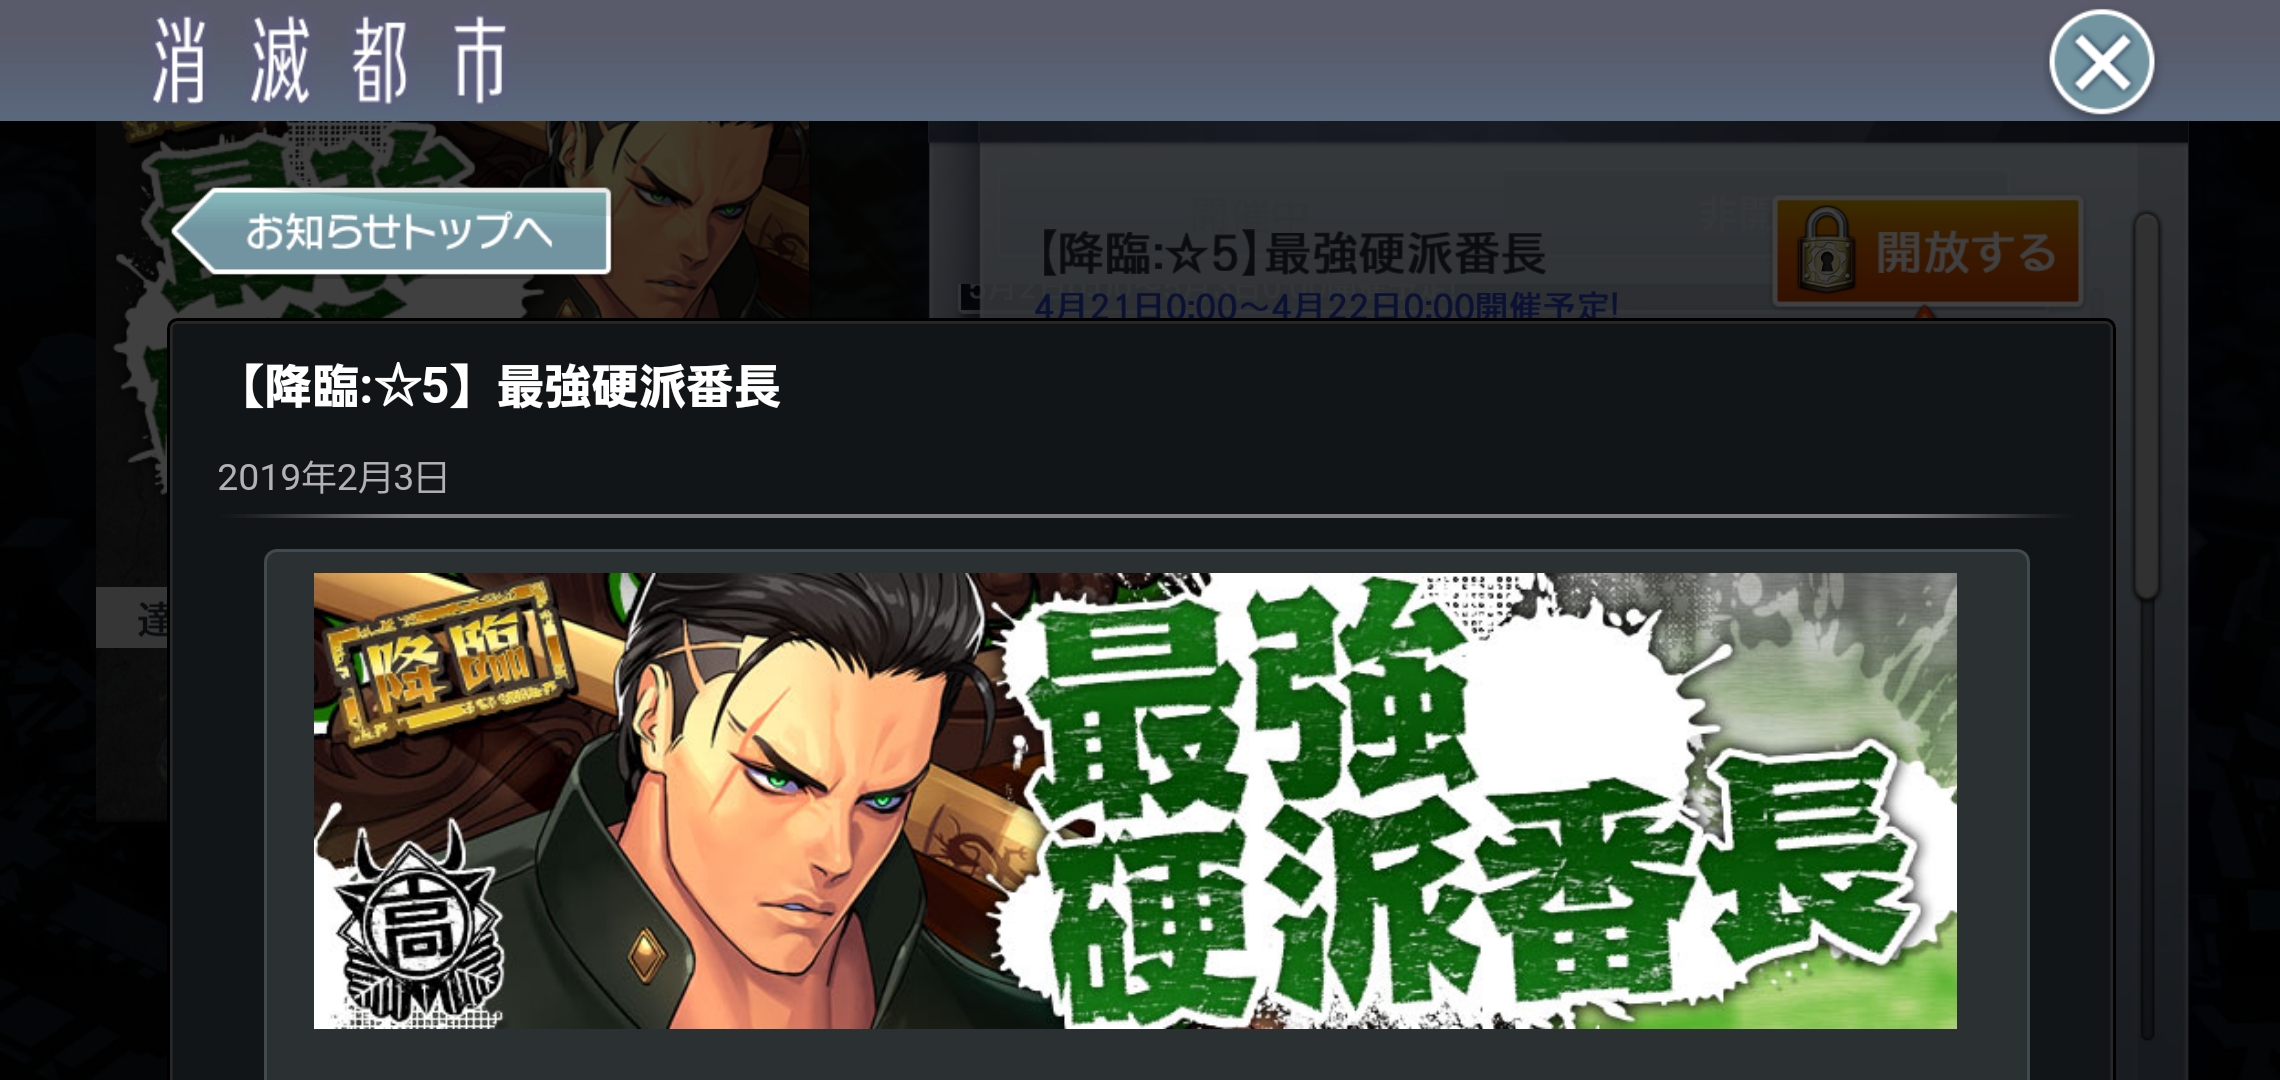 消滅都市
お知らせトップへ
【降臨:☆5】最強硬派番長
開放する
4月21日0:00～4月22日0:00開催予定!
【降臨:☆5】最強硬派番長
2019年2月3日
達
降臨
最強
硬派番長
高